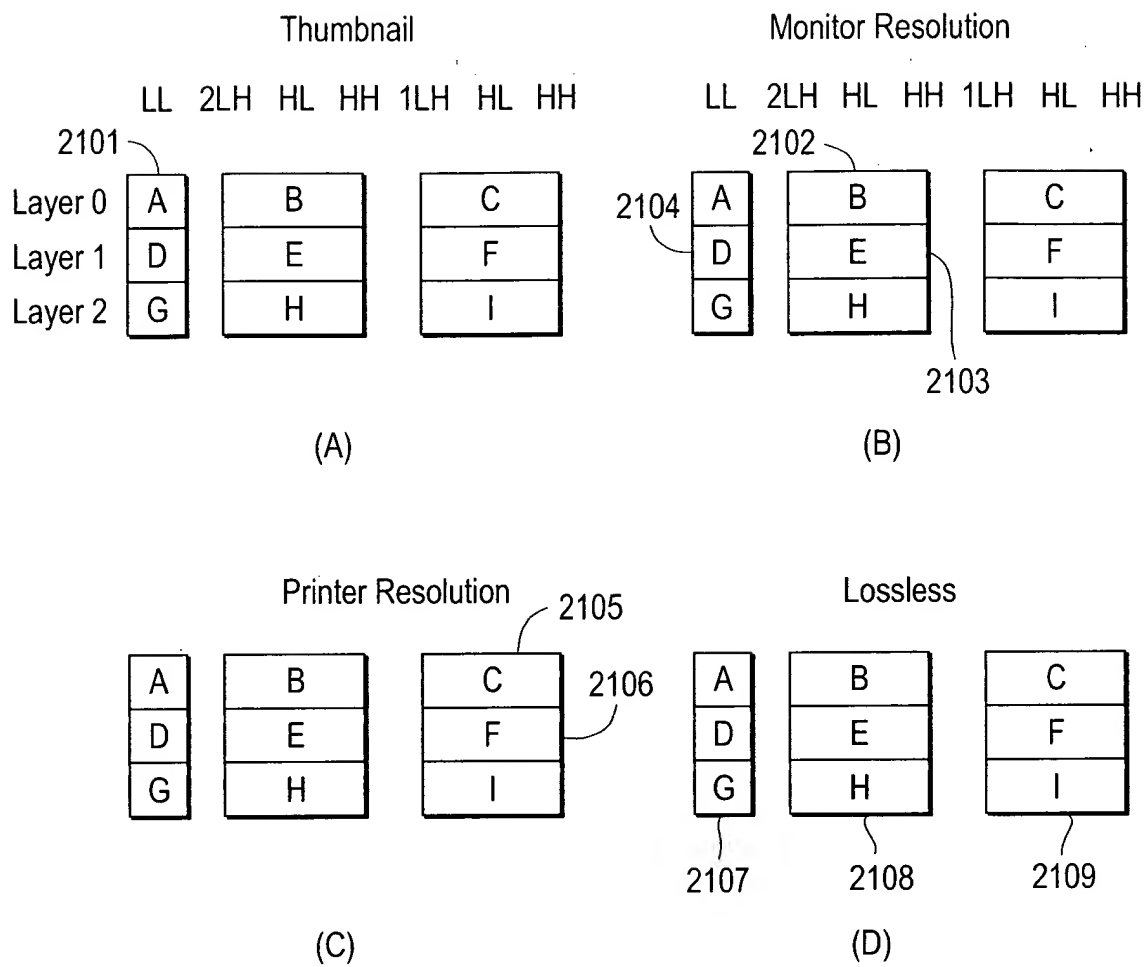 Thumbnail
LL 2LH HL HH 1LH HL HH
2101
Layer 0 A B C
Layer 1 D E F
Layer 2 G H I
(A)
Monitor Resolution
LL 2LH HL HH 1LH HL HH
2102
A B C
2104
D E F
G H I
2103
(B)
Printer Resolution
2105
A B C
2106
D E F
G H I
(C)
Lossless
A B C
D E F
G H I
2107 2108 2109
(D)